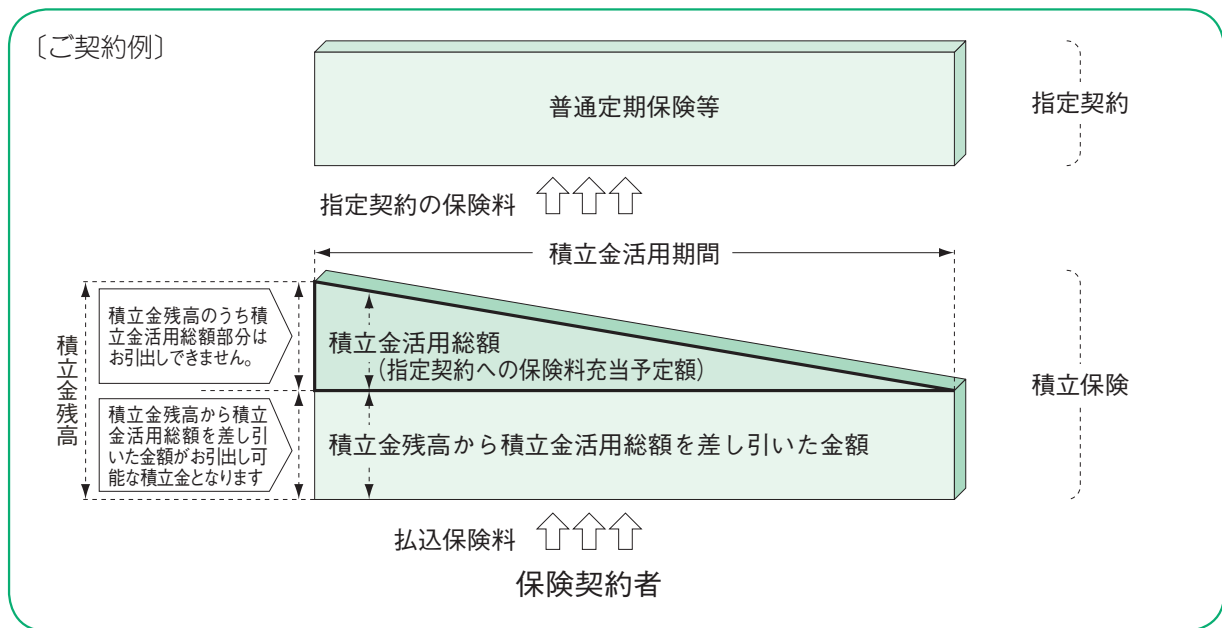 〔ご契約例〕
普通定期保険等
指定契約
指定契約の保険料
積立金活用期間
積立金残高
積立金残高のうち積
立金活用総額部分は
お引出しできません。
積立金活用総額
(指定契約への保険料充当予定額)
積立保険
積立金残高から積立
金活用総額を差し引
いた金額がお引出し可
能な積立金となります
積立金残高から積立金活用総額を差し引いた金額
払込保険料
保険契約者